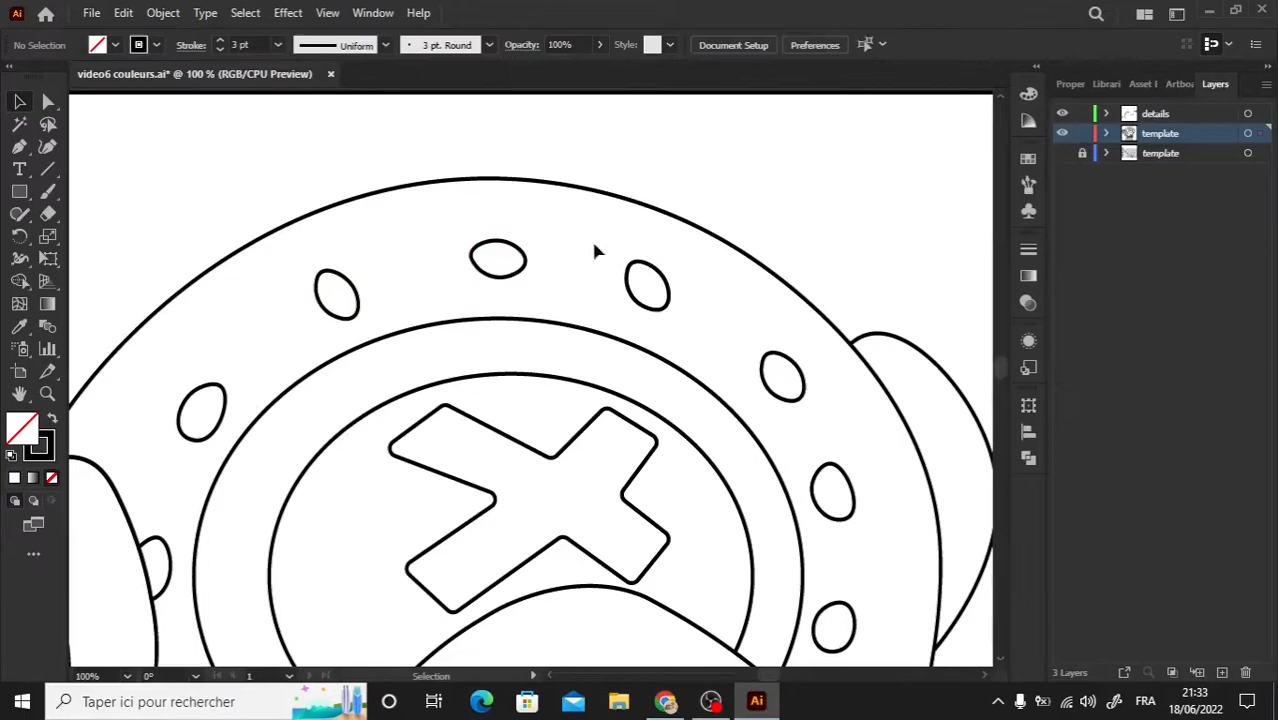 Ai File Edit Object Type Select Effect View Window Help
No Selection Stroke: 3 pt Uniform 3 pt. Round Opacity: 100% Style: Document Setup Preferences
video6 couleurs.ai* @ 100 % (RGB/CPU Preview)
Proper Librari Asset I Artboa Layers
details
template
template
100% 0° 1 Selection 3 Layers
Taper ici pour rechercher Ai FRA
21:33
18/06/2022